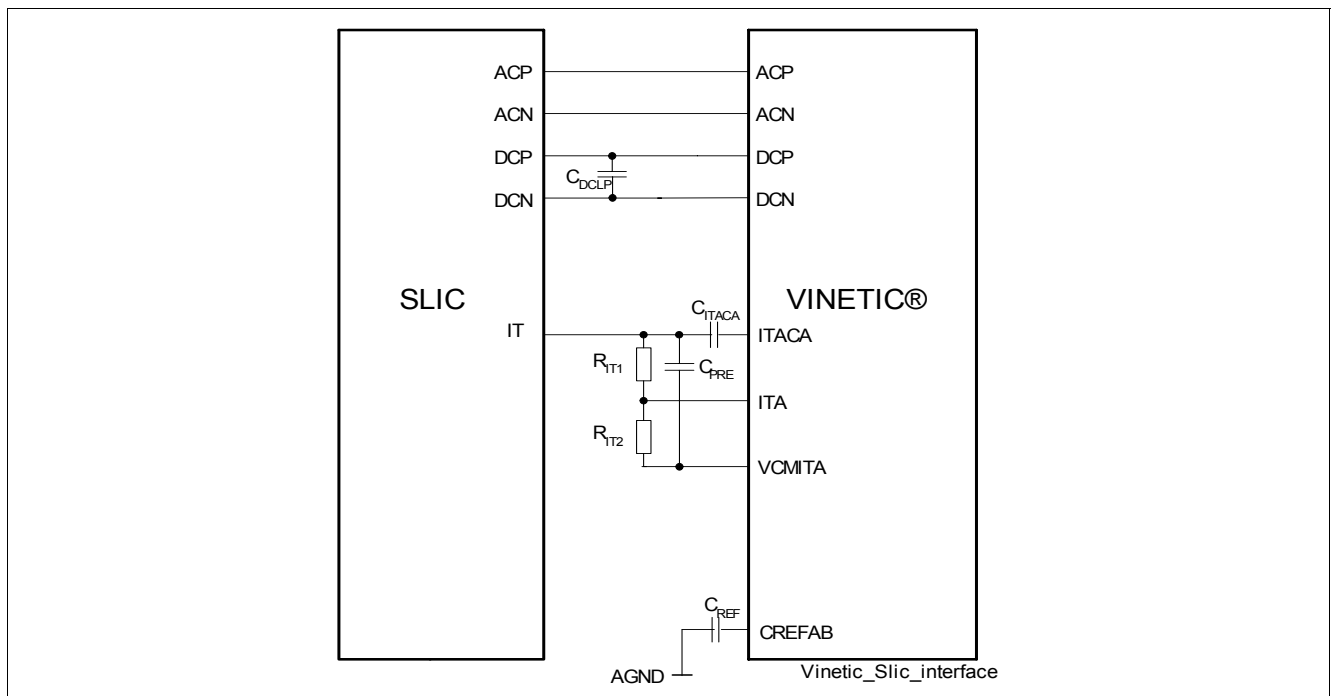 ACP ACP
ACN ACN
DCP DCP
C_DCLP
DCN DCN
SLIC VINETIC®
C_ITACA
IT ITACA
R_IT1 C_PRE
ITA
R_IT2
VCMITA
C_REF
CREFAB
AGND Vinetic_Slic_interface